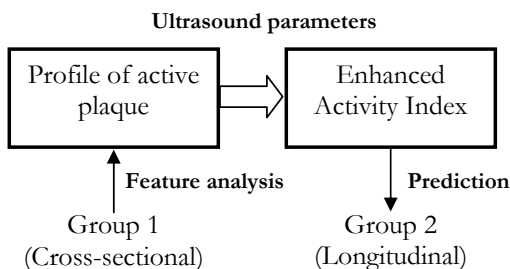 Ultrasound parameters
Profile of active
plaque
Enhanced
Activity Index
Feature analysis
Prediction
Group 1
(Cross-sectional)
Group 2
(Longitudinal)